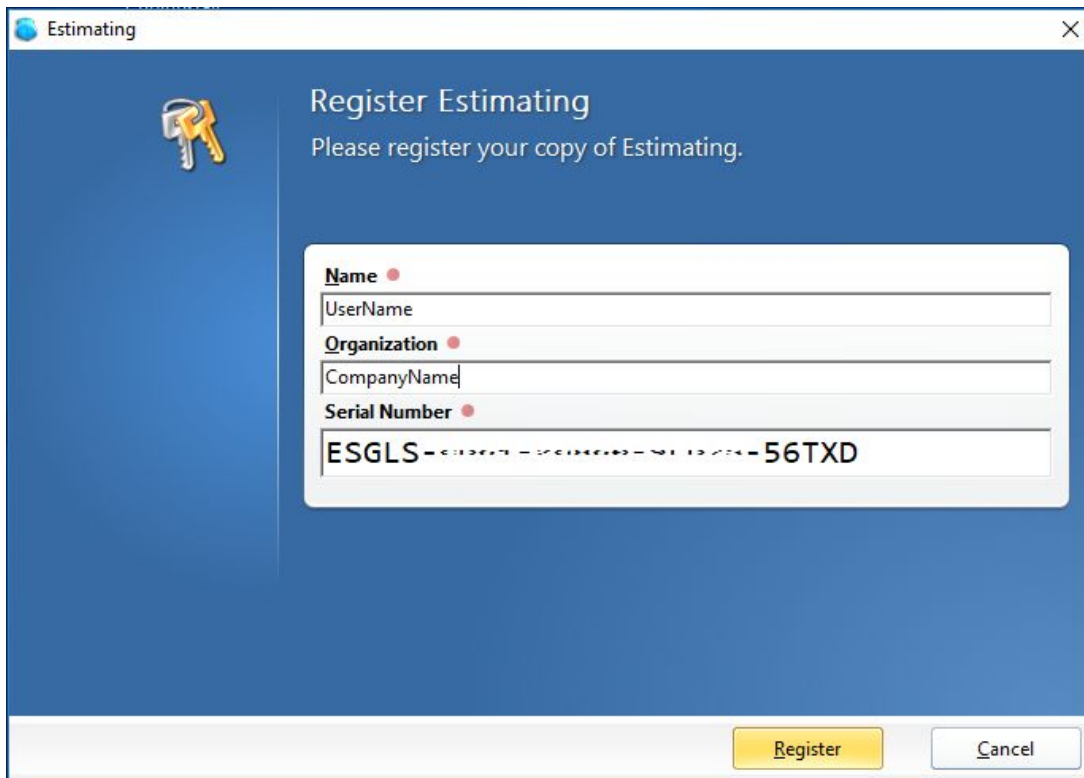 Estimating
Register Estimating
Please register your copy of Estimating.
Name
UserName
Organization
CompanyName
Serial Number
ESGLS- -56TXD
Register
Cancel